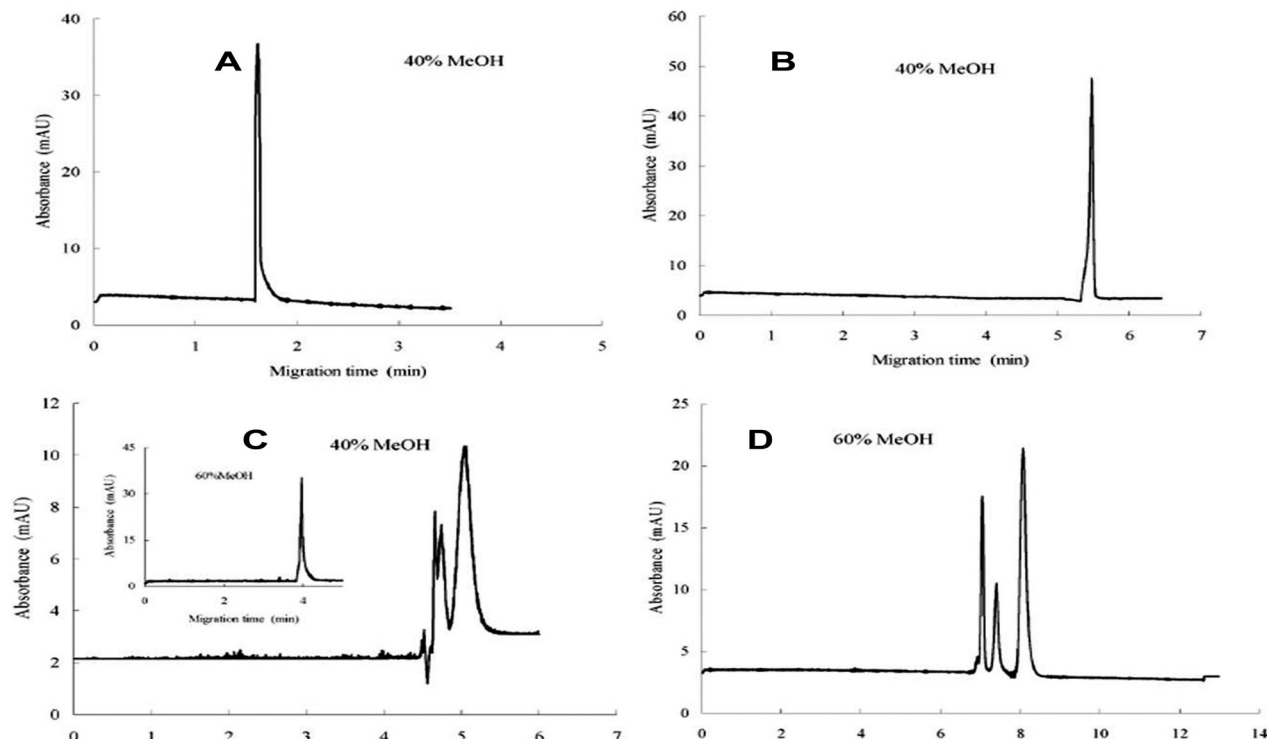 A
40% MeOH
40
30
20
10
0
Absorbance (mAU)
0 1 2 3 4 5
Migration time (min)
B
40% MeOH
60
50
40
30
20
10
0
Absorbance (mAU)
0 1 2 3 4 5 6 7
Migration time (min)
C
40% MeOH
12
10
8
6
4
2
0
Absorbance (mAU)
0 1 2 3 4 5 6 7
60%MeOH
45
30
15
0
Absorbance (mAU)
0 2 4
Migration time (min)
D
60% MeOH
25
20
15
10
5
0
Absorbance (mAU)
0 2 4 6 8 10 12 14